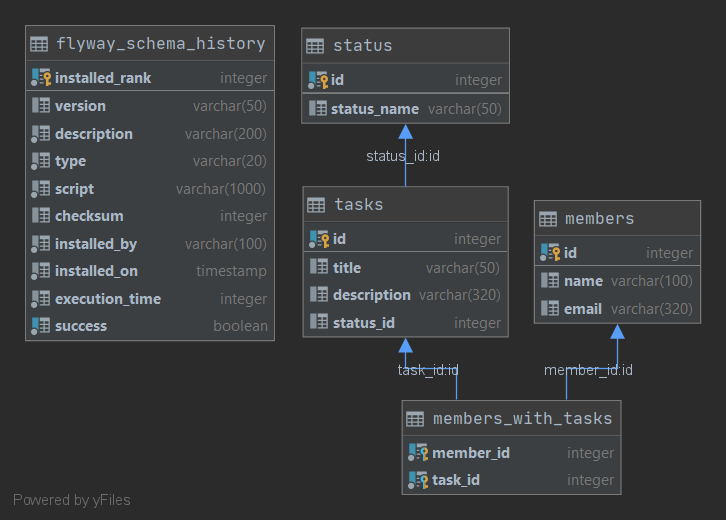 flyway_schema_history
installed_rank integer
version varchar(50)
description varchar(200)
type varchar(20)
script varchar(1000)
checksum integer
installed_by varchar(100)
installed_on timestamp
execution_time integer
success boolean
status
id integer
status_name varchar(50)
status_id:id
tasks
id integer
title varchar(50)
description varchar(320)
status_id integer
members
id integer
name varchar(100)
email varchar(320)
task_id:id
member_id:id
members_with_tasks
member_id integer
task_id integer
Powered by yFiles